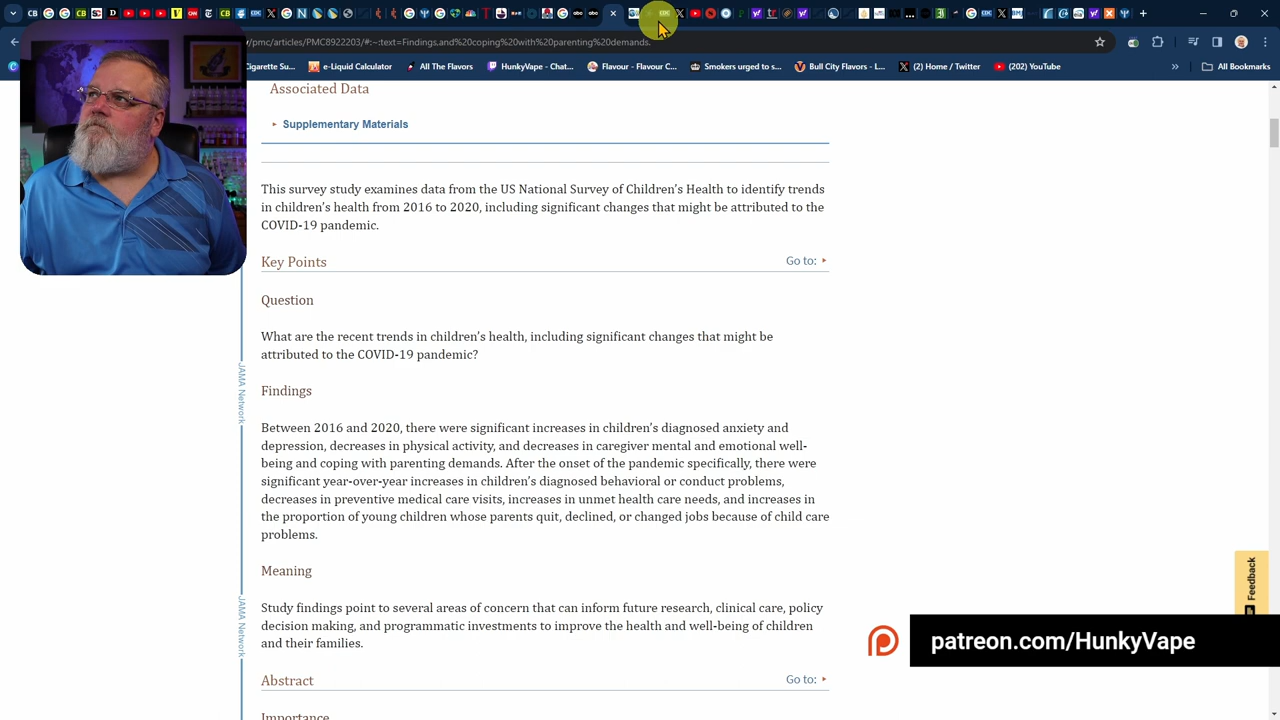 /pmc/articles/PMC8922203/#:~:text=Findings,and%20coping%20with%20parenting%20demands.
igarette Su...
e-Liquid Calculator
All The Flavors
HunkyVape - Chat...
Flavour – Flavour C...
Smokers urged to s...
Bull City Flavors – L...
(2) Home / Twitter
(202) YouTube
»
All Bookmarks
Associated Data
Supplementary Materials
This survey study examines data from the US National Survey of Children's Health to identify trends
in children's health from 2016 to 2020, including significant changes that might be attributed to the
COVID-19 pandemic.
Key Points
Go to:
Question
What are the recent trends in children's health, including significant changes that might be
attributed to the COVID-19 pandemic?
JAMA Network
Findings
Between 2016 and 2020, there were significant increases in children's diagnosed anxiety and
depression, decreases in physical activity, and decreases in caregiver mental and emotional well-
being and coping with parenting demands. After the onset of the pandemic specifically, there were
significant year-over-year increases in children's diagnosed behavioral or conduct problems,
decreases in preventive medical care visits, increases in unmet health care needs, and increases in
the proportion of young children whose parents quit, declined, or changed jobs because of child care
problems.
Meaning
Feedback
JAMA Network
Study findings point to several areas of concern that can inform future research, clinical care, policy
decision making, and programmatic investments to improve the health and well-being of children
and their families.
patreon.com/HunkyVape
Abstract
Go to:
Importance